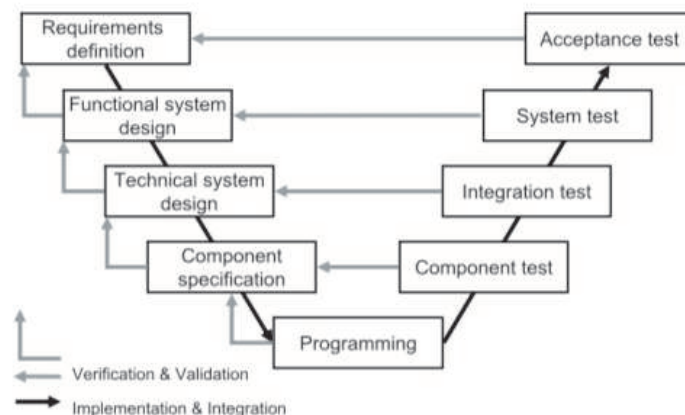 Requirements
definition
Acceptance test
Functional system
design
System test
Technical system
design
Integration test
Component
specification
Component test
Programming
Verification & Validation
Implementation & Integration